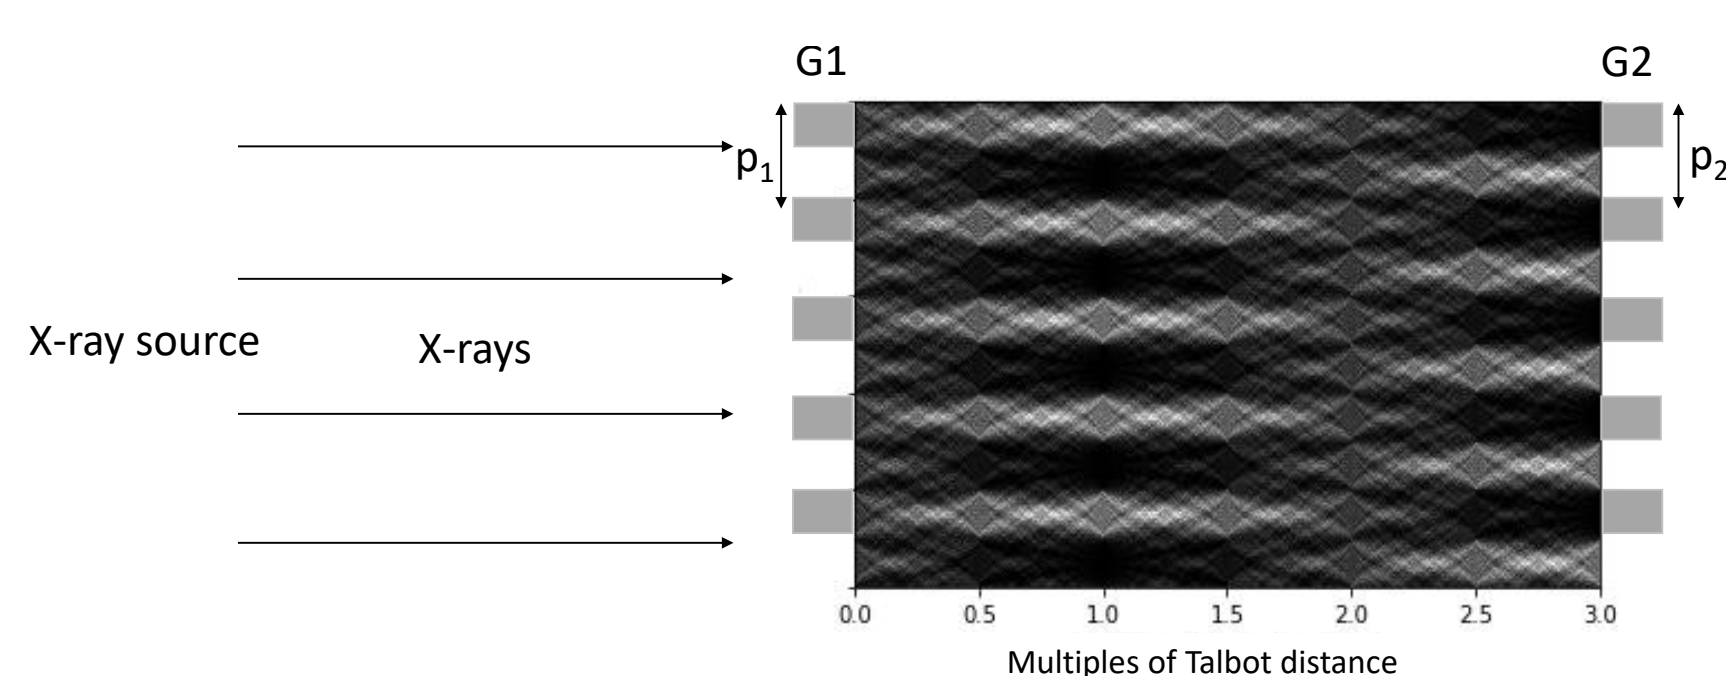 G1
G2
p1
p2
X-ray source
X-rays
0.0 0.5 1.0 1.5 2.0 2.5 3.0
Multiples of Talbot distance